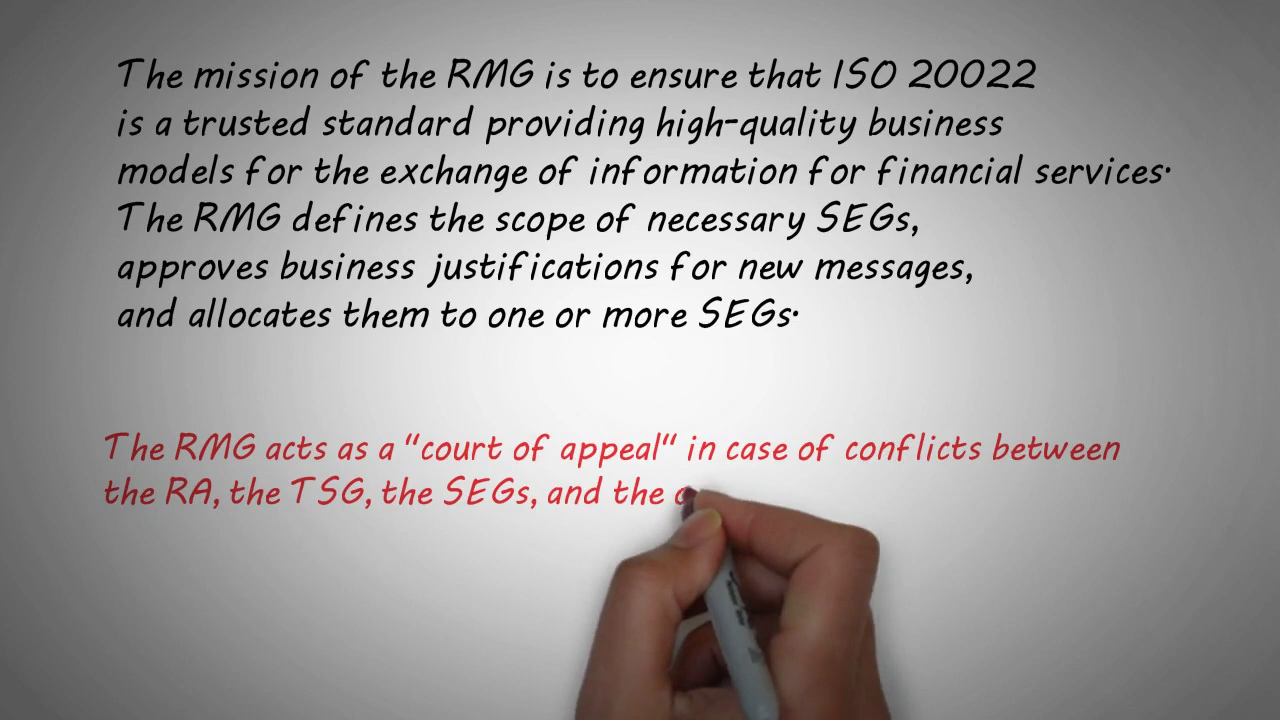 The mission of the RMG is to ensure that ISO 20022
is a trusted standard providing high-quality business
models for the exchange of information for financial services.
The RMG defines the scope of necessary SEGs,
approves business justifications for new messages,
and allocates them to one or more SEGs.
The RMG acts as a "court of appeal" in case of conflicts between
the RA, the TSG, the SEGs, and the